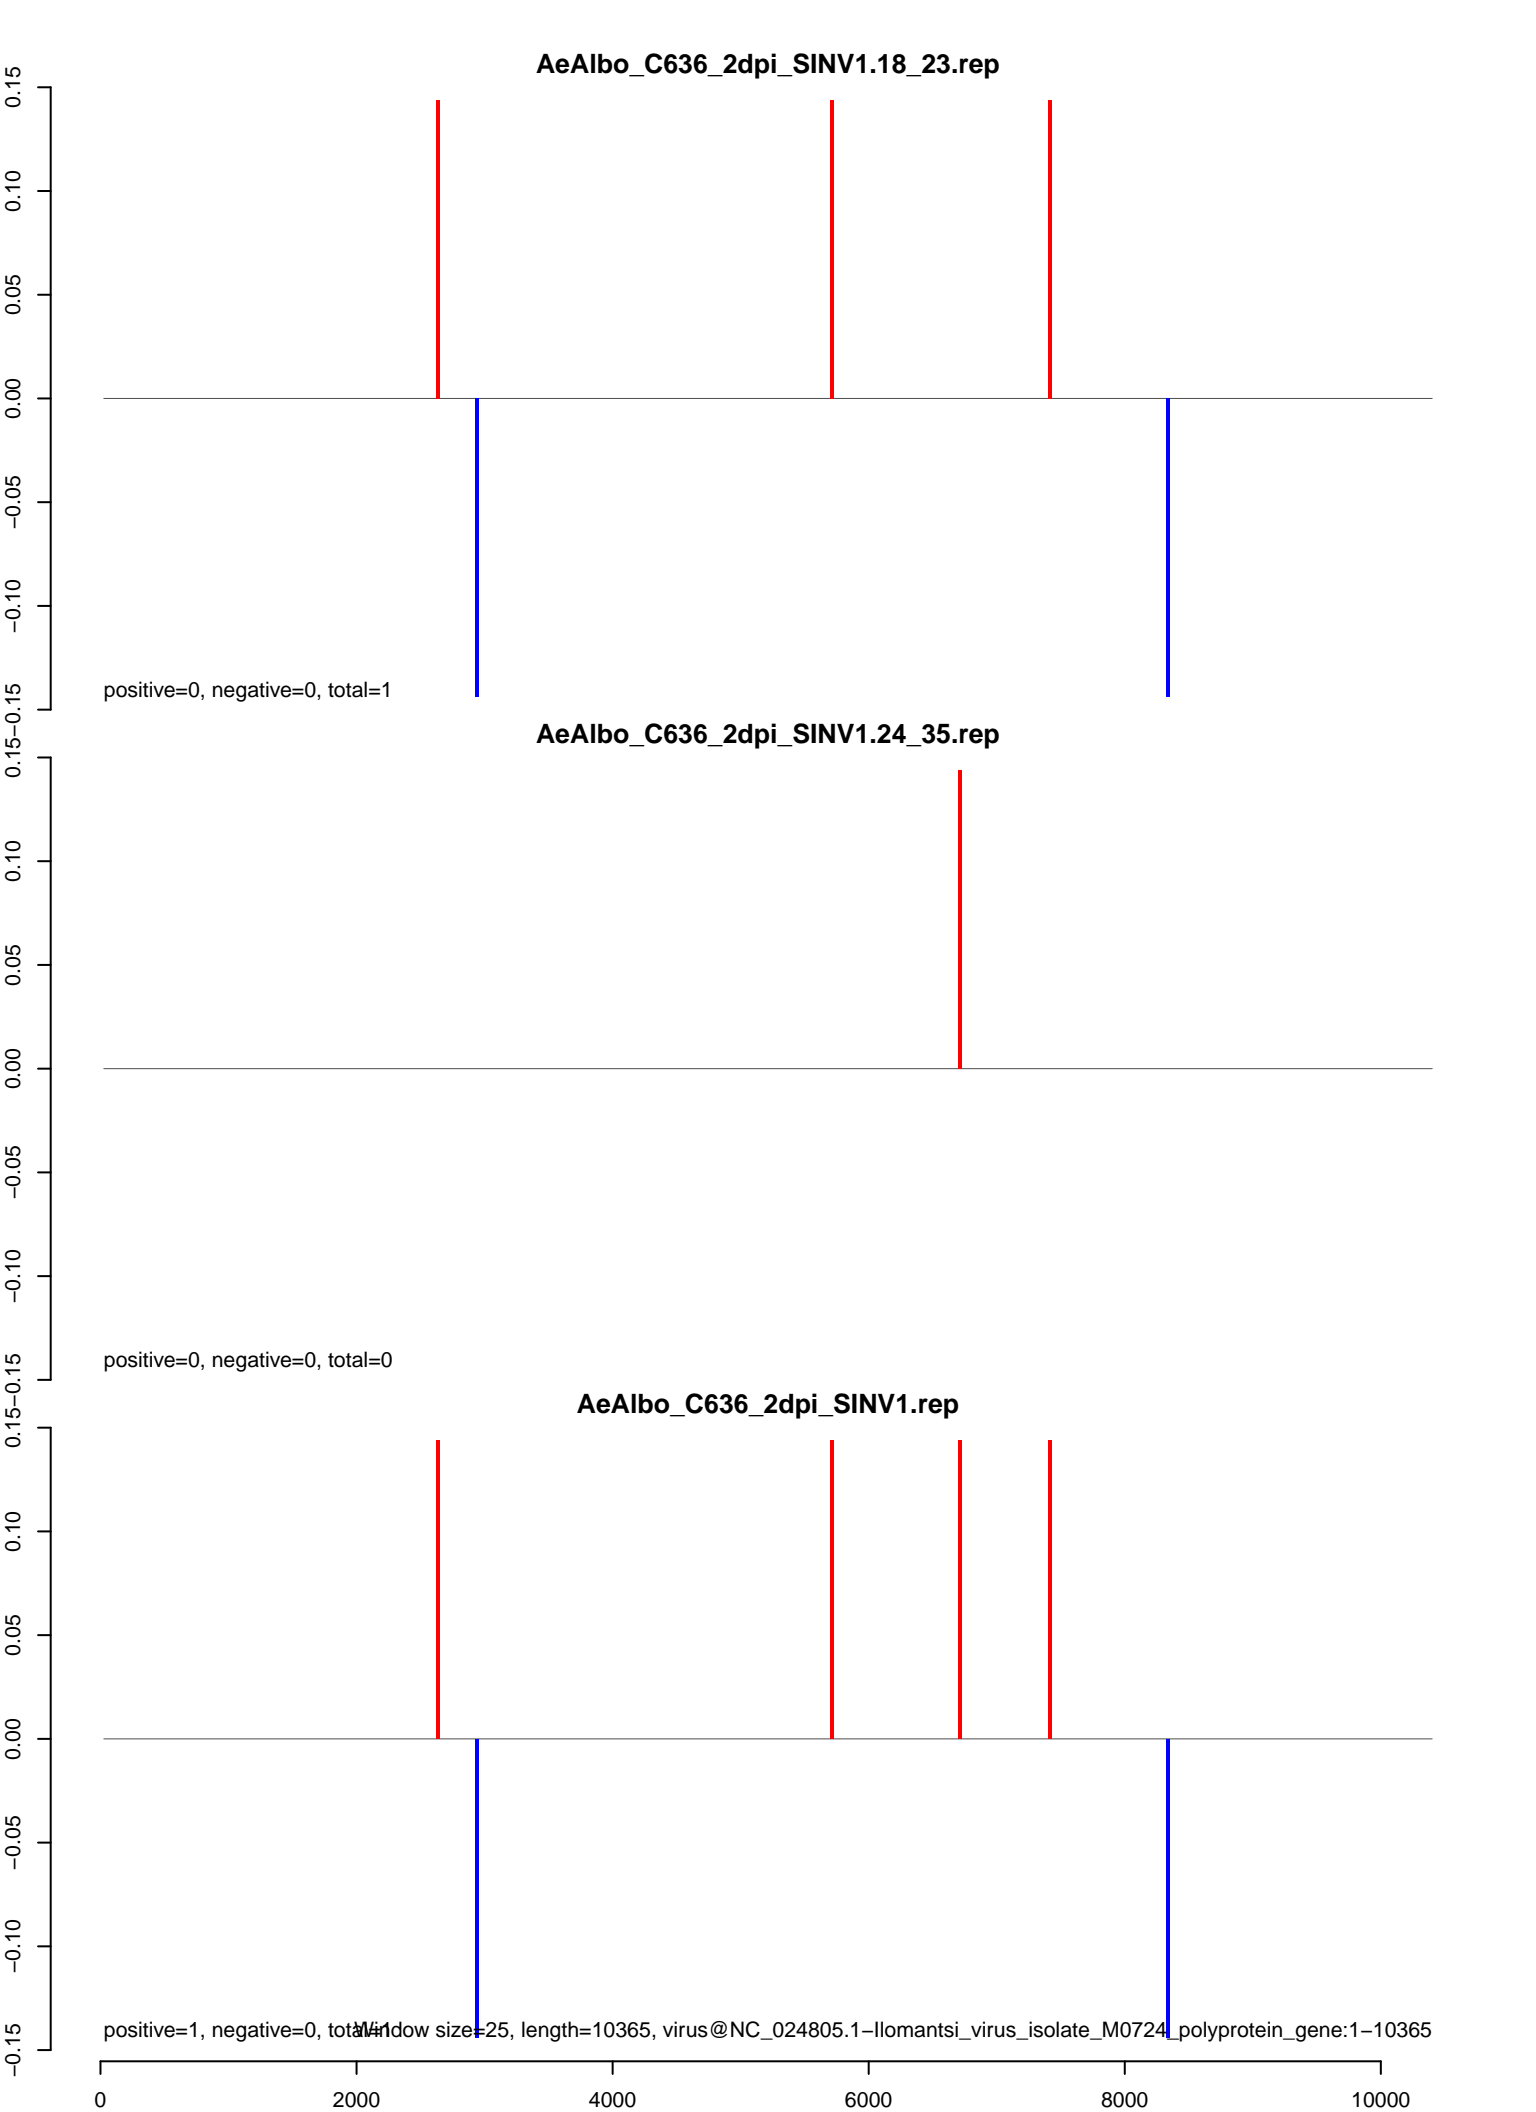 AeAlbo_C636_2dpi_SINV1.18_23.rep
0.15
0.10
0.05
0.00
−0.05
−0.10
−0.15
positive=0, negative=0, total=1
AeAlbo_C636_2dpi_SINV1.24_35.rep
0.15
0.10
0.05
0.00
−0.05
−0.10
−0.15
positive=0, negative=0, total=0
AeAlbo_C636_2dpi_SINV1.rep
0.15
0.10
0.05
0.00
−0.05
−0.10
−0.15
positive=1, negative=0, total=1
Window size=25, length=10365, virus@NC_024805.1−Ilomantsi_virus_isolate_M0724_polyprotein_gene:1−10365
0 2000 4000 6000 8000 10000